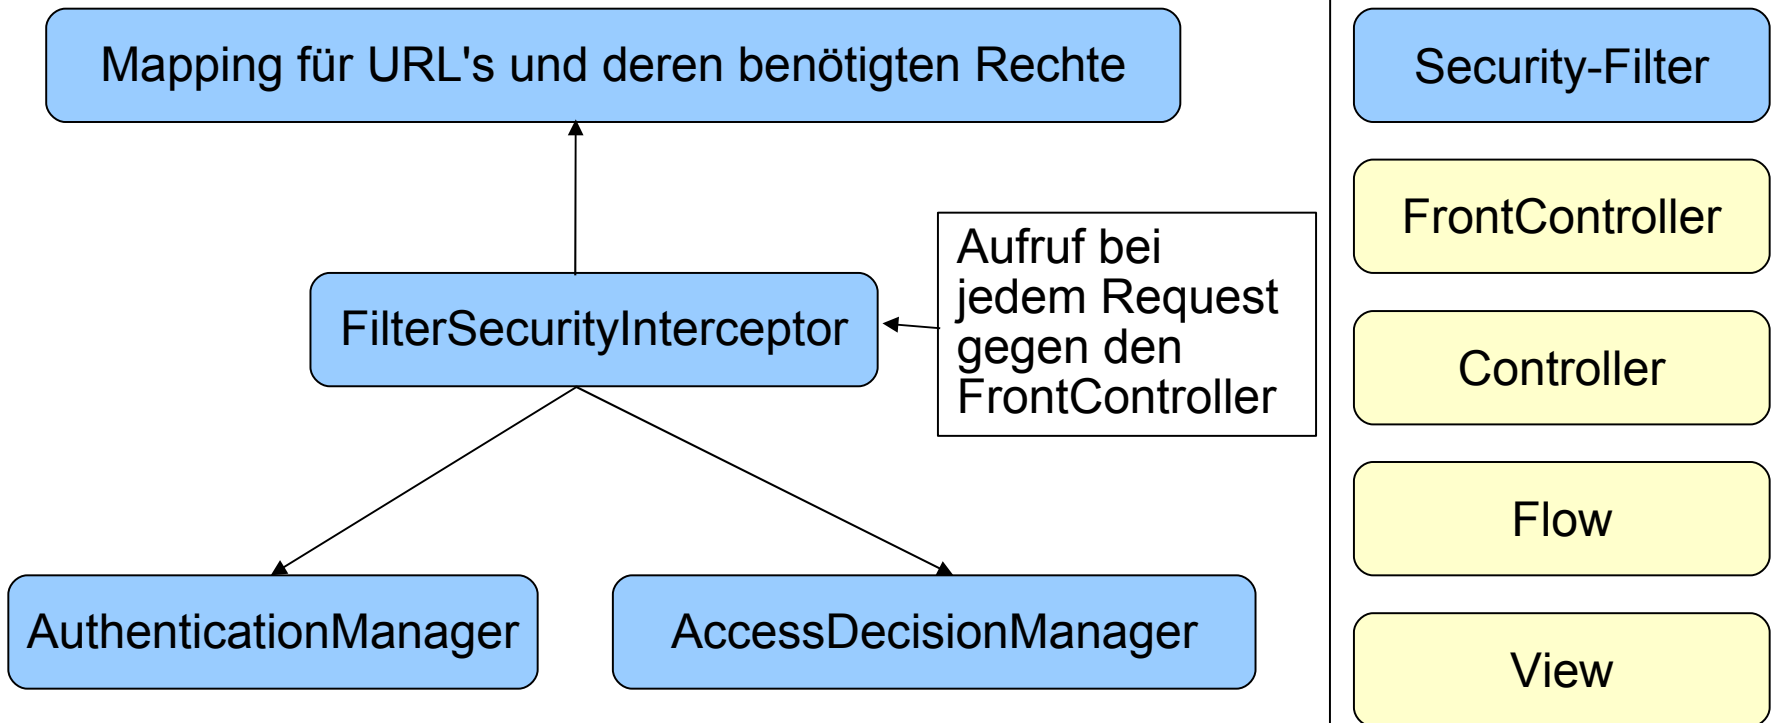 Mapping für URL's und deren benötigten Rechte
FilterSecurityInterceptor
Aufruf bei
jedem Request
gegen den
FrontController
AuthenticationManager
AccessDecisionManager
Security-Filter
FrontController
Controller
Flow
View